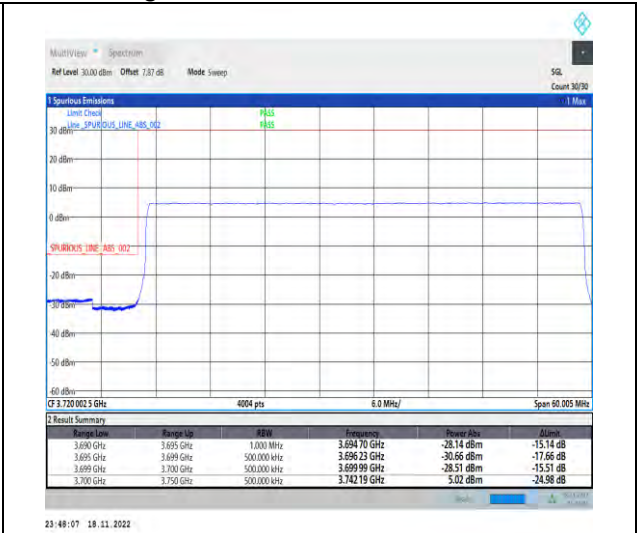 MultiView Spectrum
Ref Level 30.00 dBm Offset 7.87 dB Mode Sweep SGL
Count 30/30
1 Spurious Emissions 1 Max
Limit Check PASS
Line _SPURIOUS_LINE_ABS_002 PASS
30 dBm
20 dBm
10 dBm
0 dBm
_SPURIOUS_LINE_ABS_002
-20 dBm
-30 dBm
-40 dBm
-50 dBm
-60 dBm
CF 3.720 002 5 GHz 4004 pts 6.0 MHz/ Span 60.005 MHz
2 Result Summary
Range Low Range Up RBW Frequency Power Abs ΔLimit
3.690 GHz 3.695 GHz 1.000 MHz 3.694 70 GHz -28.14 dBm -15.14 dB
3.695 GHz 3.699 GHz 500.000 kHz 3.696 23 GHz -30.66 dBm -17.66 dB
3.699 GHz 3.700 GHz 500.000 kHz 3.699 99 GHz -28.51 dBm -15.51 dB
3.700 GHz 3.750 GHz 500.000 kHz 3.742 19 GHz 5.02 dBm -24.98 dB
23:48:07 18.11.2022